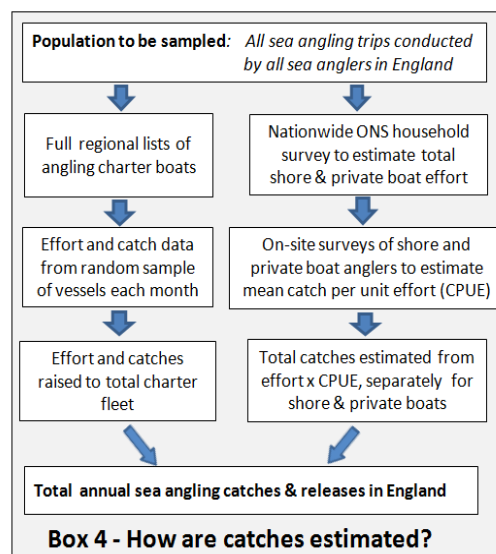 Population to be sampled: All sea angling trips conducted
by all sea anglers in England
Full regional lists of
angling charter boats
Effort and catch data
from random sample
of vessels each month
Effort and catches
raised to total charter
fleet
Nationwide ONS household
survey to estimate total
shore & private boat effort
On-site surveys of shore and
private boat anglers to estimate
mean catch per unit effort (CPUE)
Total catches estimated from
effort x CPUE, separately for
shore & private boats
Total annual sea angling catches & releases in England
Box 4 - How are catches estimated?